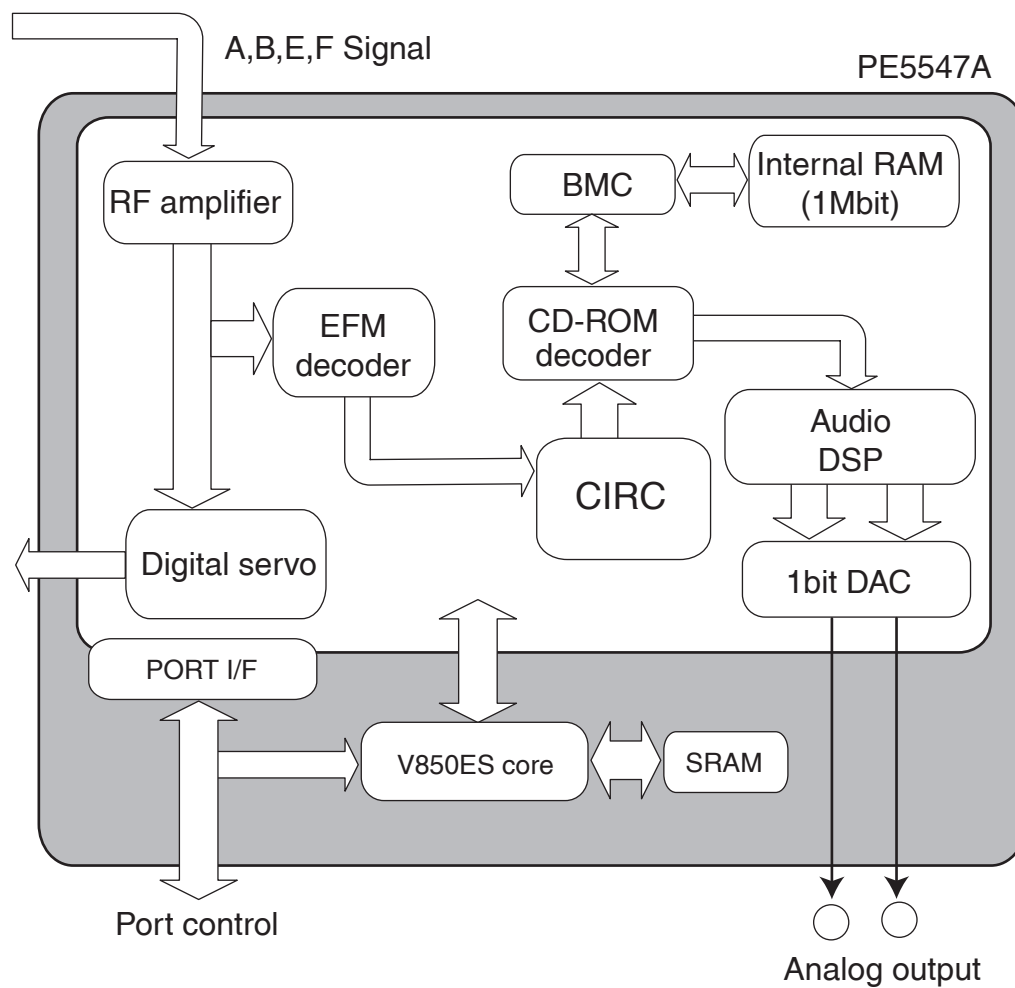 A,B,E,F Signal
PE5547A
RF amplifier
BMC
Internal RAM
(1Mbit)
EFM
decoder
CD-ROM
decoder
Audio
DSP
CIRC
Digital servo
1bit DAC
PORT I/F
V850ES core
SRAM
Port control
Analog output